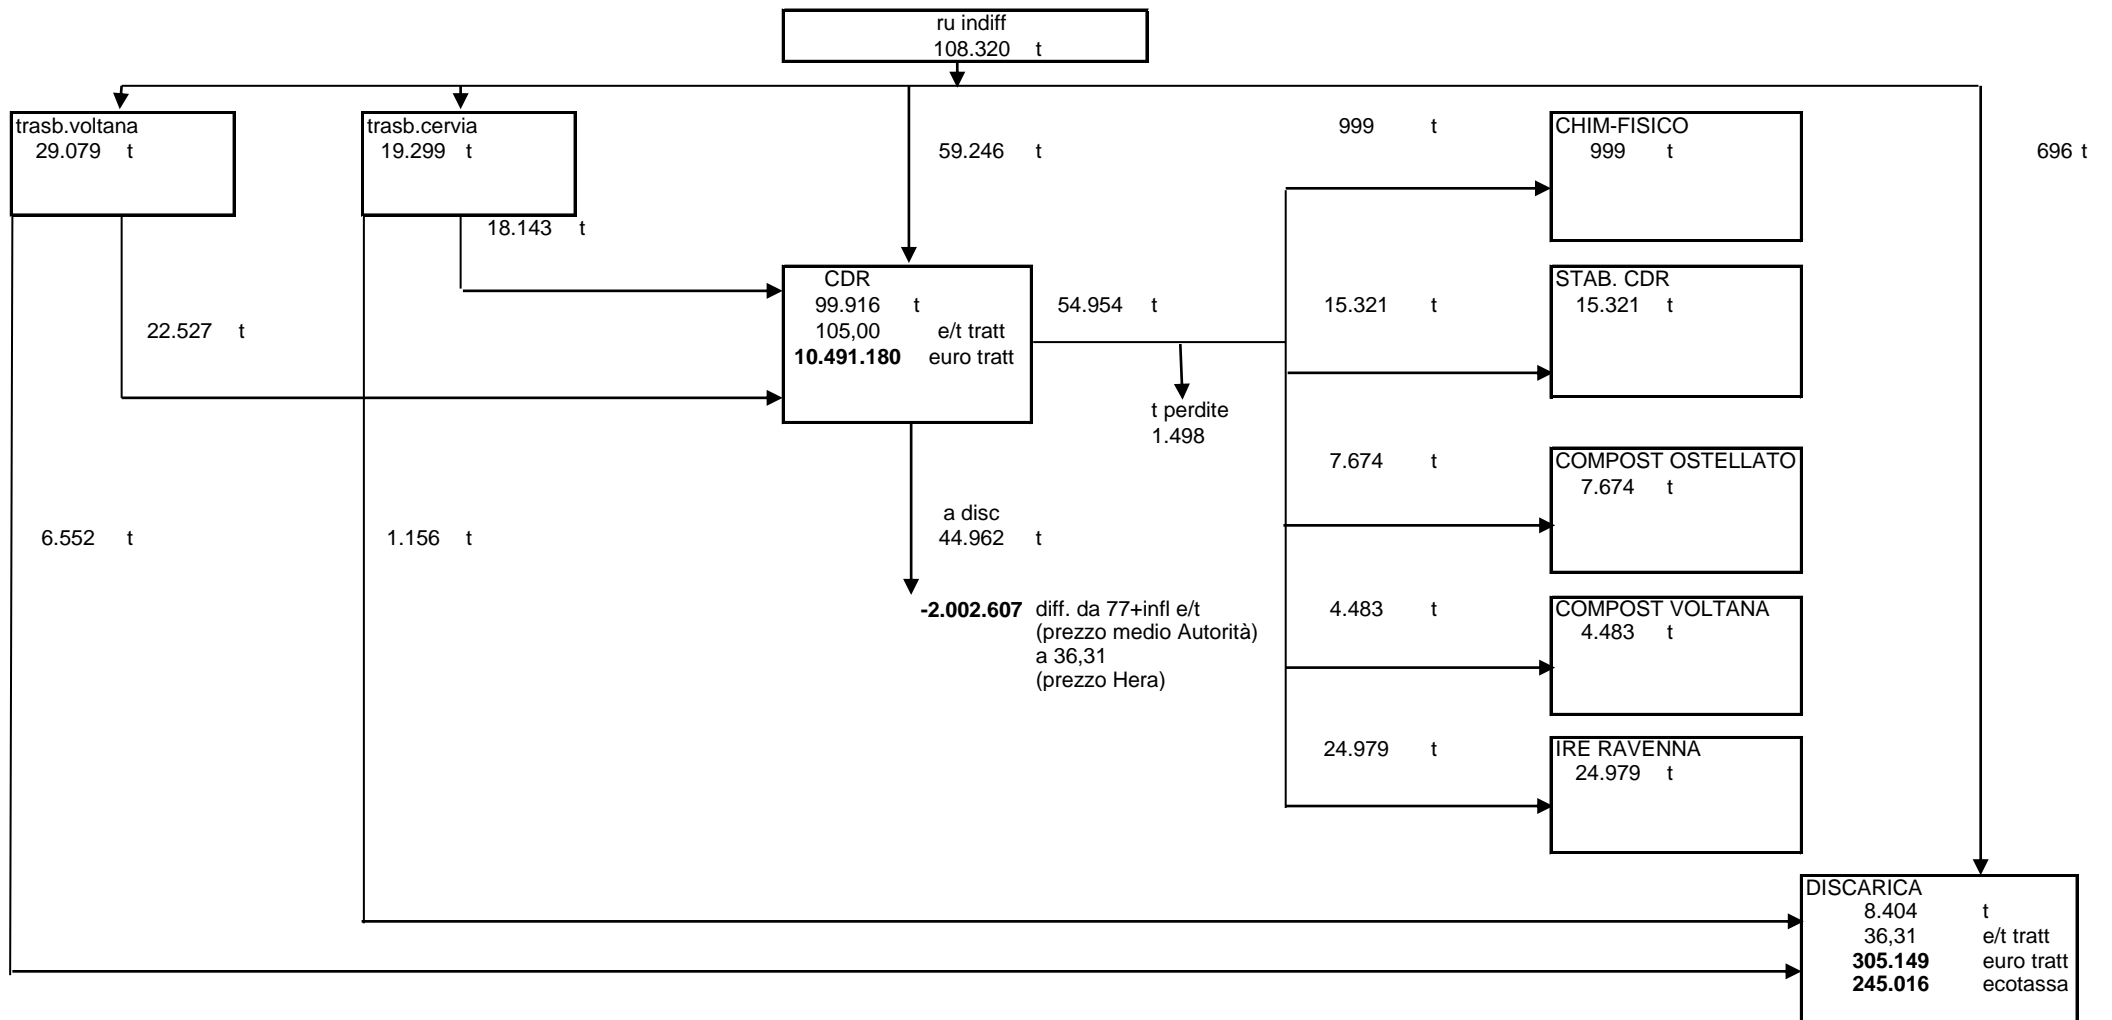 ru indiff
108.320 t
trasb.voltana
29.079 t
trasb.cervia
19.299 t
59.246 t
999 t
CHIM-FISICO
999 t
696 t
18.143 t
22.527 t
CDR
99.916 t
105,00 e/t tratt
10.491.180 euro tratt
54.954 t
t perdite
1.498
15.321 t
STAB. CDR
15.321 t
7.674 t
COMPOST OSTELLATO
7.674 t
6.552 t
1.156 t
a disc
44.962 t
-2.002.607 diff. da 77+infl e/t
(prezzo medio Autorità)
a 36,31
(prezzo Hera)
4.483 t
COMPOST VOLTANA
4.483 t
24.979 t
IRE RAVENNA
24.979 t
DISCARICA
8.404 t
36,31 e/t tratt
305.149 euro tratt
245.016 ecotassa